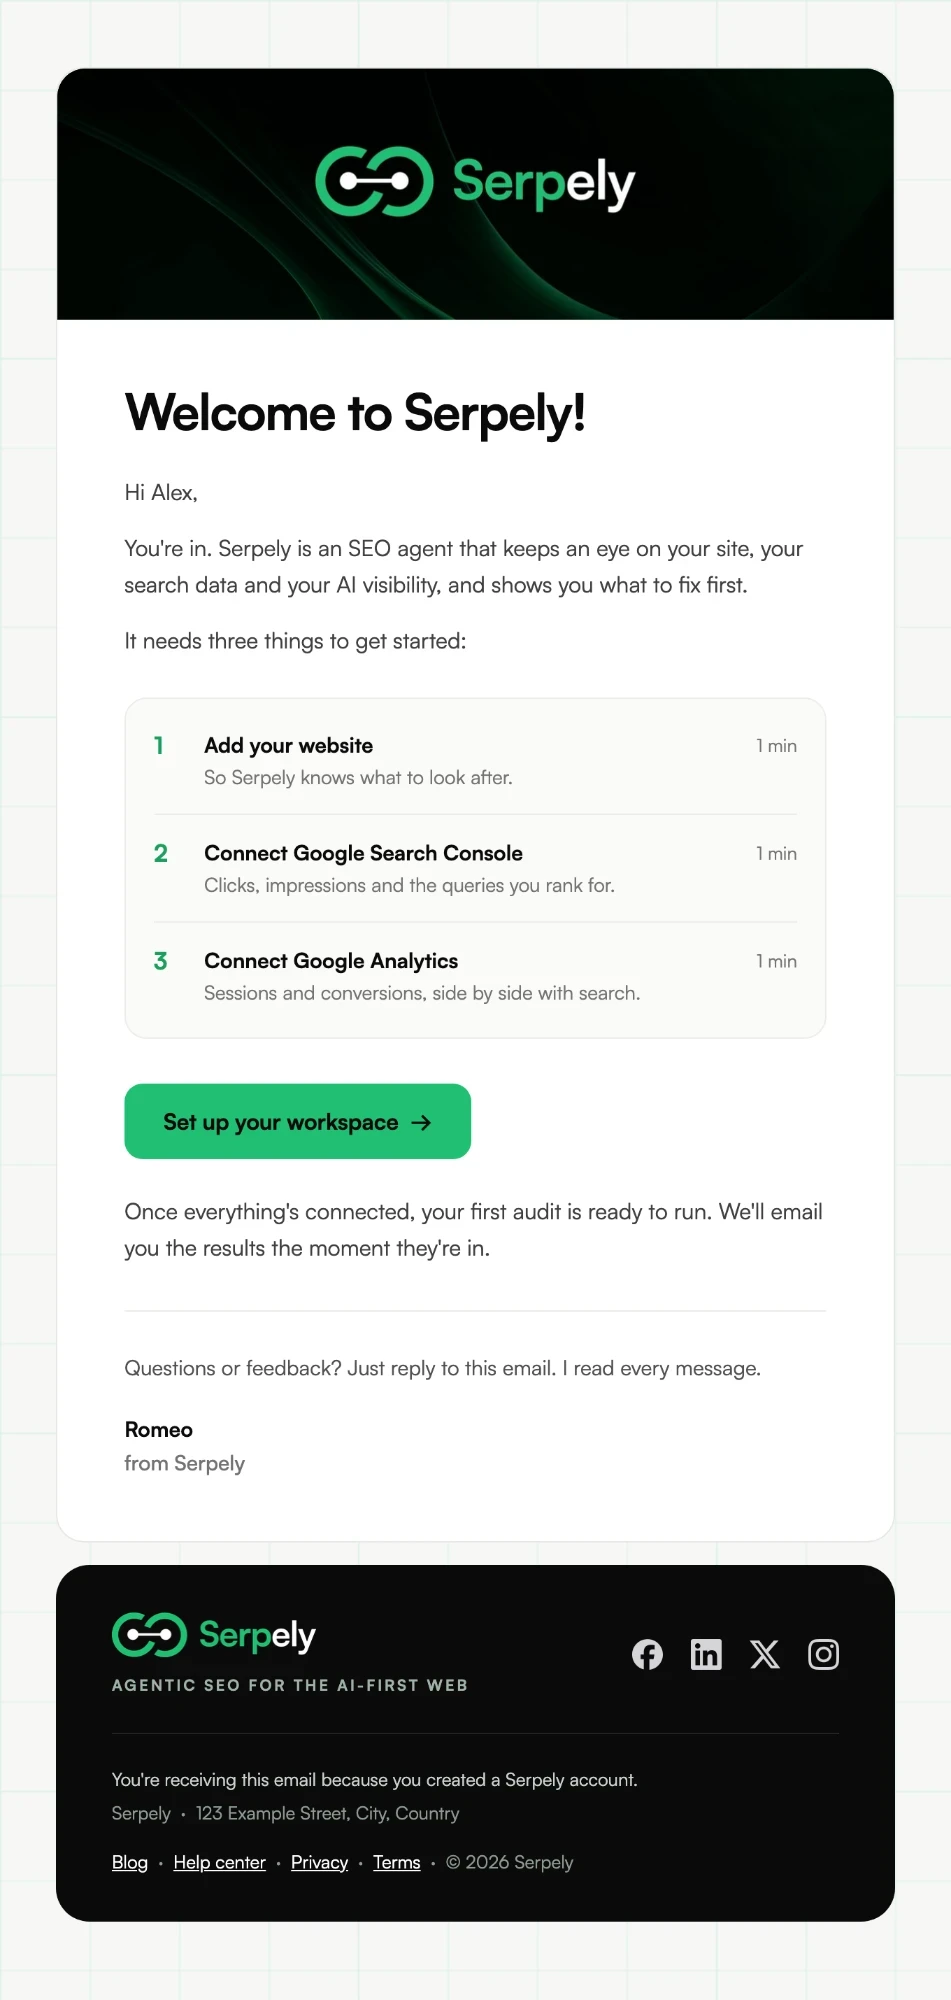 Serpely
Welcome to Serpely!
Hi Alex,
You're in. Serpely is an SEO agent that keeps an eye on your site, your
search data and your AI visibility, and shows you what to fix first.
It needs three things to get started:
1 Add your website 1 min
So Serpely knows what to look after.
2 Connect Google Search Console 1 min
Clicks, impressions and the queries you rank for.
3 Connect Google Analytics 1 min
Sessions and conversions, side by side with search.
Set up your workspace →
Once everything's connected, your first audit is ready to run. We'll email
you the results the moment they're in.
Questions or feedback? Just reply to this email. I read every message.
Romeo
from Serpely
Serpely
AGENTIC SEO FOR THE AI-FIRST WEB
You're receiving this email because you created a Serpely account.
Serpely · 123 Example Street, City, Country
Blog · Help center · Privacy · Terms · © 2026 Serpely